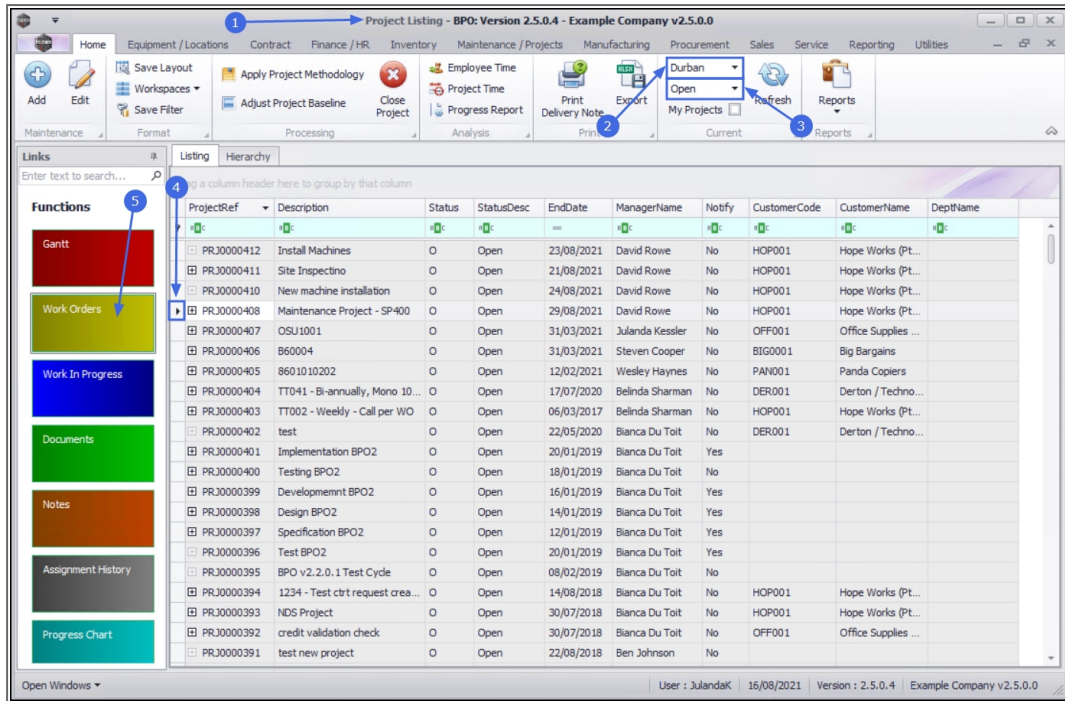 1
Project Listing - BPO: Version 2.5.0.4 - Example Company v2.5.0.0
Home Equipment / Locations Contract Finance / HR Inventory Maintenance / Projects Manufacturing Procurement Sales Service Reporting Utilities
Add Edit Save Layout Workspaces Save Filter
Apply Project Methodology
Adjust Project Baseline
Close Project
Employee Time
Project Time
Progress Report
Print Delivery Note
Export
Durban
Open
My Projects
Refresh
Reports
2
3
Maintenance Format Processing Analysis Print Current Reports
Links
Enter text to search...
Listing Hierarchy
4
a column header here to group by that column
Functions
5
ProjectRef Description Status StatusDesc EndDate ManagerName Notify CustomerCode CustomerName DeptName
PRJ0000412 Install Machines O Open 23/08/2021 David Rowe No HOP001 Hope Works (Pt...
PRJ0000411 Site Inspectino O Open 21/08/2021 David Rowe No HOP001 Hope Works (Pt...
PRJ0000410 New machine installation O Open 24/08/2021 David Rowe No HOP001 Hope Works (Pt...
PRJ0000408 Maintenance Project - SP400 O Open 29/08/2021 David Rowe No HOP001 Hope Works (Pt...
PRJ0000407 OSU1001 O Open 31/03/2021 Julanda Kessler No OFF001 Office Supplies ...
PRJ0000406 B60004 O Open 31/03/2021 Steven Cooper No BIG0001 Big Bargains
PRJ0000405 8601010202 O Open 12/02/2021 Wesley Haynes No PAN001 Panda Copiers
PRJ0000404 TT041 - Bi-annually, Mono 10... O Open 17/07/2020 Belinda Sharman No DER001 Derton / Techno...
PRJ0000403 TT002 - Weekly - Call per WO O Open 06/03/2017 Belinda Sharman No HOP001 Hope Works (Pt...
PRJ0000402 test O Open 22/05/2020 Bianca Du Toit No DER001 Derton / Techno...
PRJ0000401 Implementation BPO2 O Open 20/01/2019 Bianca Du Toit Yes
PRJ0000400 Testing BPO2 O Open 18/01/2019 Bianca Du Toit No
PRJ0000399 Developmemnt BPO2 O Open 16/01/2019 Bianca Du Toit Yes
PRJ0000398 Design BPO2 O Open 14/01/2019 Bianca Du Toit Yes
PRJ0000397 Specification BPO2 O Open 12/01/2019 Bianca Du Toit Yes
PRJ0000396 Test BPO2 O Open 20/01/2019 Bianca Du Toit Yes
PRJ0000395 BPO v2.2.0.1 Test Cycle O Open 08/02/2019 Bianca Du Toit No
PRJ0000394 1234 - Test ctrt request crea... O Open 14/08/2018 Bianca Du Toit No HOP001 Hope Works (Pt...
PRJ0000393 NDS Project O Open 30/07/2018 Bianca Du Toit No HOP001 Hope Works (Pt...
PRJ0000392 credit validation check O Open 30/07/2018 Bianca Du Toit No OFF001 Office Supplies ...
PRJ0000391 test new project O Open 22/08/2018 Ben Johnson No
Gantt
Work Orders
Work In Progress
Documents
Notes
Assignment History
Progress Chart
Open Windows User : JulandaK 16/08/2021 Version : 2.5.0.4 Example Company v2.5.0.0